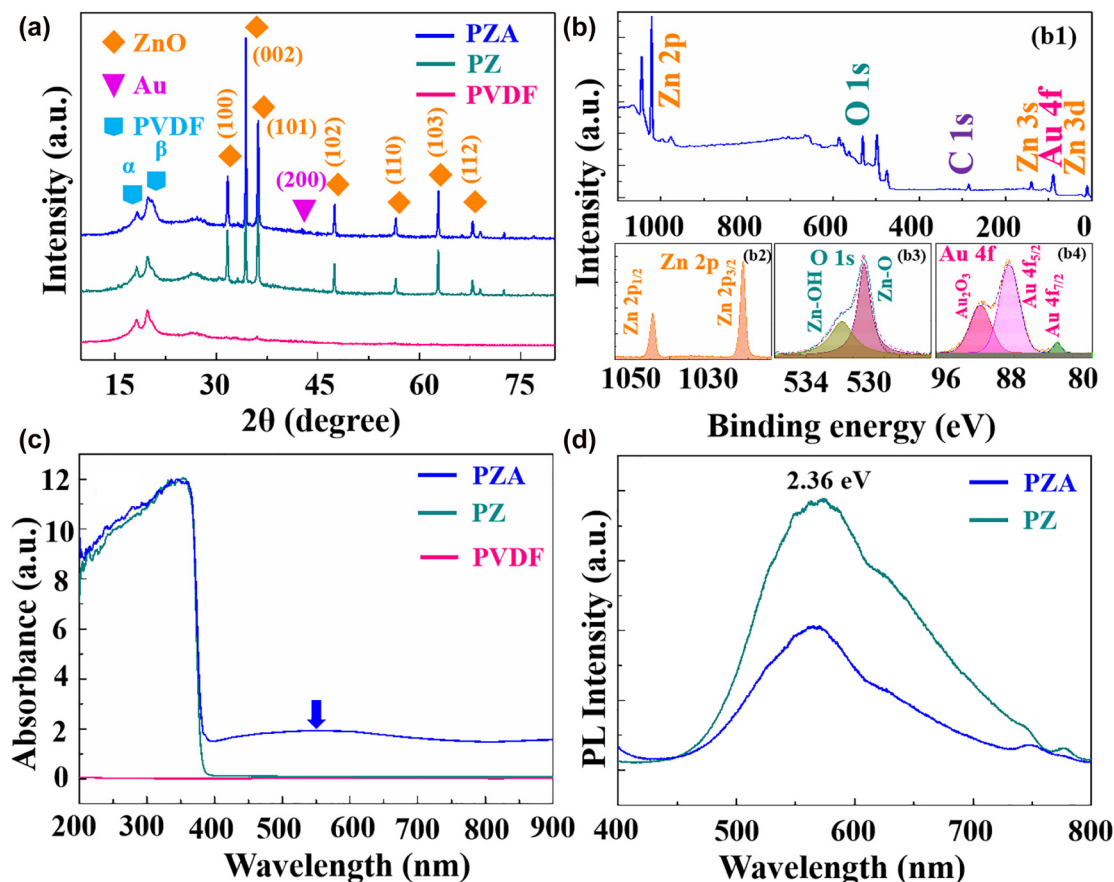 (a)
ZnO
Au
PVDF
α
β
(100)
(002)
(101)
(200)
(102)
(110)
(103)
(112)
PZA
PZ
PVDF
Intensity (a.u.)
15
30
45
60
75
2θ (degree)
(b)
(b1)
Zn 2p
O 1s
C 1s
Zn 3s
Au 4f
Zn 3d
Intensity (a.u.)
1000
800
600
400
200
0
Zn 2p
(b2)
Zn 2p1/2
Zn 2p3/2
1050
1030
O 1s
(b3)
Zn-OH
Zn-O
534
530
Au 4f
(b4)
Au2O3
Au 4f5/2
Au 4f7/2
96
88
80
Binding energy (eV)
(c)
PZA
PZ
PVDF
Absorbance (a.u.)
12
10
8
6
4
2
0
200
300
400
500
600
700
800
900
Wavelength (nm)
(d)
2.36 eV
PZA
PZ
PL Intensity (a.u.)
400
500
600
700
800
Wavelength (nm)